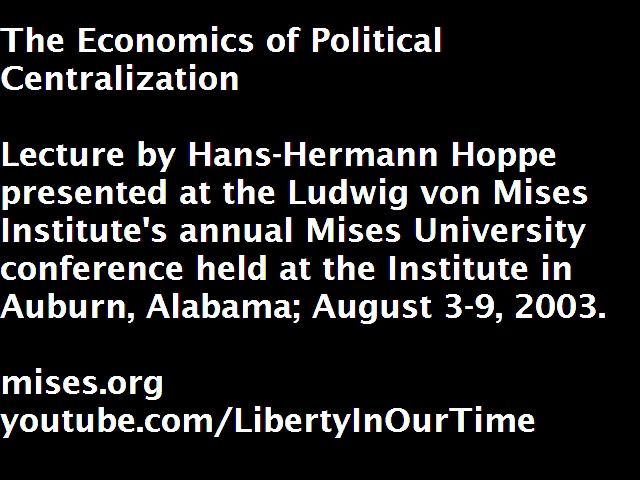 The Economics of Political
Centralization
Lecture by Hans-Hermann Hoppe
presented at the Ludwig von Mises
Institute's annual Mises University
conference held at the Institute in
Auburn, Alabama; August 3-9, 2003.
mises.org
youtube.com/LibertyInOurTime